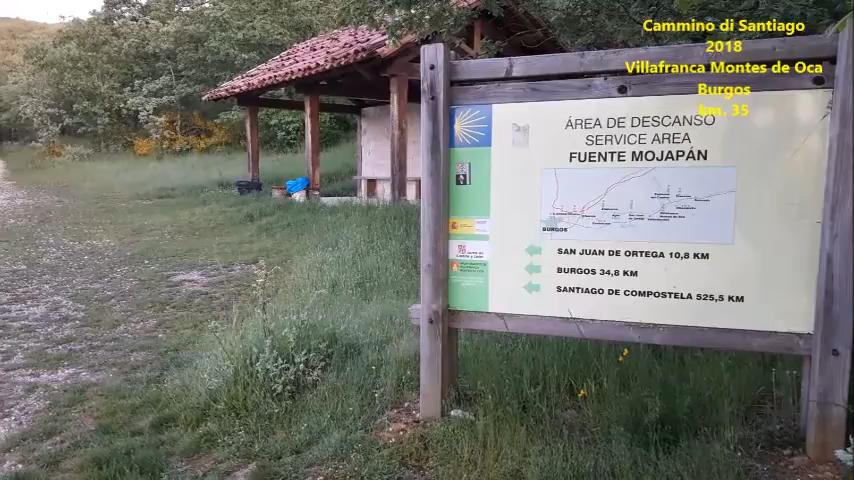 Cammino di Santiago
2018
Villafranca Montes de Oca
Burgos
km. 35
ÁREA DE DESCANSO
SERVICE AREA
FUENTE MOJAPÁN
BURGOS
SAN JUAN DE ORTEGA 10,8 KM
BURGOS 34,8 KM
SANTIAGO DE COMPOSTELA 525,5 KM